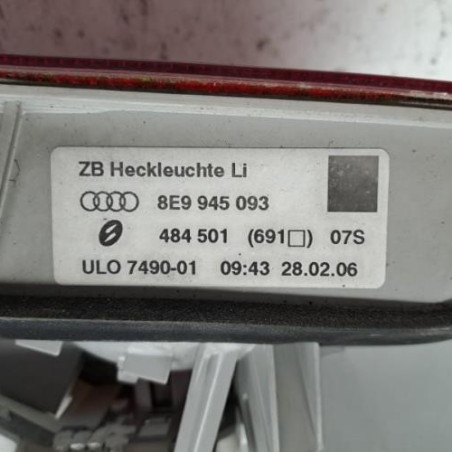 ZB Heckleuchte Li
8E9 945 093
484 501 (691□) 07S
ULO 7490-01 09:43 28.02.06